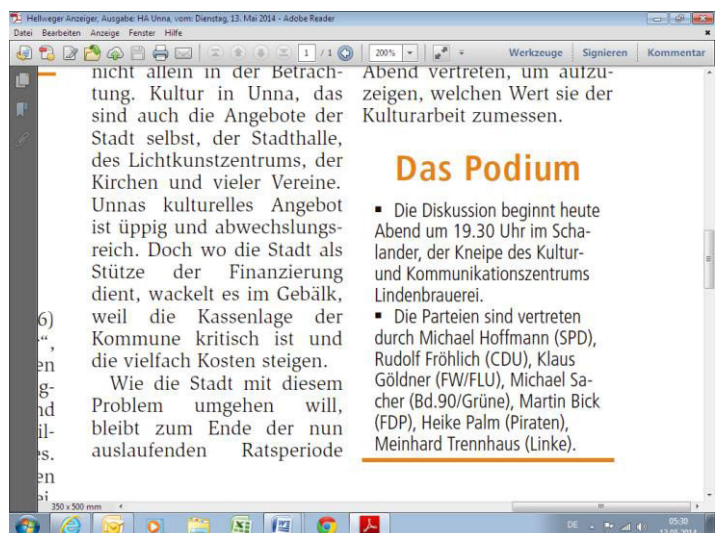 Hellweger Anzeiger, Ausgabe: HA Unna, vom: Dienstag, 13. Mai 2014 - Adobe Reader
Datei Bearbeiten Anzeige Fenster Hilfe
1 / 1 200% Werkzeuge Signieren Kommentar
6)
“,
en
g-
nd
il-
es.
en
ei
nicht allein in der Betrach-
tung. Kultur in Unna, das
sind auch die Angebote der
Stadt selbst, der Stadthalle,
des Lichtkunstzentrums, der
Kirchen und vieler Vereine.
Unnas kulturelles Angebot
ist üppig und abwechslungs-
reich. Doch wo die Stadt als
Stütze der Finanzierung
dient, wackelt es im Gebälk,
weil die Kassenlage der
Kommune kritisch ist und
die vielfach Kosten steigen.
Wie die Stadt mit diesem
Problem umgehen will,
bleibt zum Ende der nun
auslaufenden Ratsperiode
Abend vertreten, um aufzu-
zeigen, welchen Wert sie der
Kulturarbeit zumessen.
Das Podium
▪ Die Diskussion beginnt heute
Abend um 19.30 Uhr im Scha-
lander, der Kneipe des Kultur-
und Kommunikationszentrums
Lindenbrauerei.
▪ Die Parteien sind vertreten
durch Michael Hoffmann (SPD),
Rudolf Fröhlich (CDU), Klaus
Göldner (FW/FLU), Michael Sa-
cher (Bd.90/Grüne), Martin Bick
(FDP), Heike Palm (Piraten),
Meinhard Trennhaus (Linke).
350 x 500 mm
DE 05:30